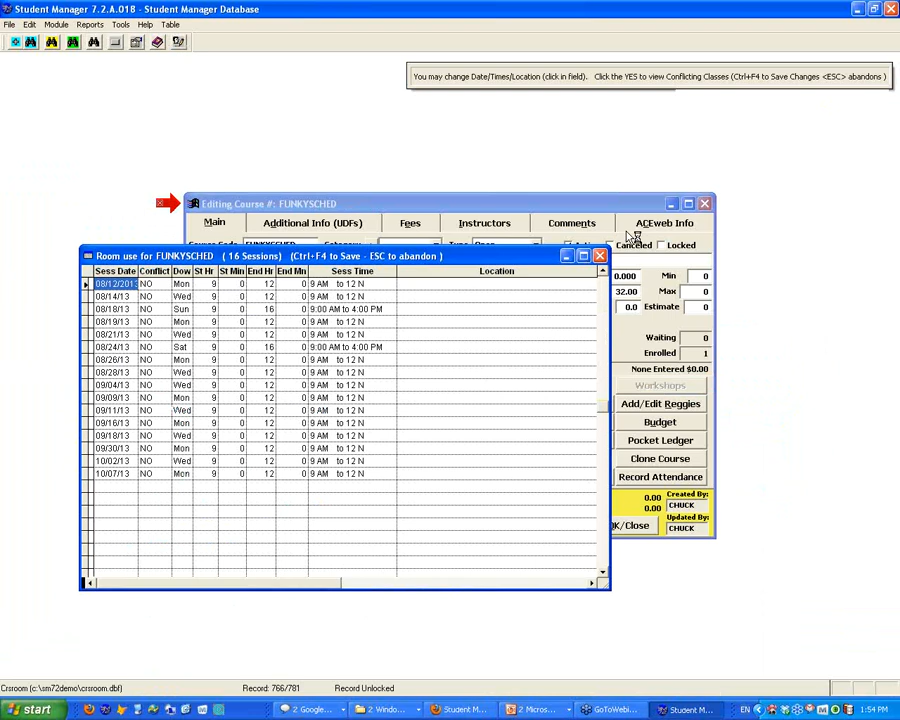 Student Manager 7.2.A.018 - Student Manager Database
File Edit Module Reports Tools Help Table
You may change Date/Times/Location (click in field). Click the YES to view Conflicting Classes (Ctrl+F4 to Save Changes <ESC> abandons )
Editing Course #: FUNKYSCHED
Main Additional Info (UDFs) Fees Instructors Comments ACEweb Info
Canceled Locked
Room use for FUNKYSCHED ( 16 Sessions) (Ctrl+F4 to Save - ESC to abandon )
Sess Date Conflict Dow St Hr St Min End Hr End Mn Sess Time Location
08/12/2013 NO Mon 9 0 12 0 9 AM to 12 N
08/14/13 NO Wed 9 0 12 0 9 AM to 12 N
08/18/13 NO Sun 9 0 16 0 9:00 AM to 4:00 PM
08/19/13 NO Mon 9 0 12 0 9 AM to 12 N
08/21/13 NO Wed 9 0 12 0 9 AM to 12 N
08/24/13 NO Sat 9 0 16 0 9:00 AM to 4:00 PM
08/26/13 NO Mon 9 0 12 0 9 AM to 12 N
08/28/13 NO Wed 9 0 12 0 9 AM to 12 N
09/04/13 NO Wed 9 0 12 0 9 AM to 12 N
09/09/13 NO Mon 9 0 12 0 9 AM to 12 N
09/11/13 NO Wed 9 0 12 0 9 AM to 12 N
09/16/13 NO Mon 9 0 12 0 9 AM to 12 N
09/18/13 NO Wed 9 0 12 0 9 AM to 12 N
09/30/13 NO Mon 9 0 12 0 9 AM to 12 N
10/02/13 NO Wed 9 0 12 0 9 AM to 12 N
10/07/13 NO Mon 9 0 12 0 9 AM to 12 N
0.000 Min 0
32.00 Max 0
0.0 Estimate 0
Waiting 0
Enrolled 1
None Entered $0.00
Workshops
Add/Edit Reggies
Budget
Pocket Ledger
Clone Course
Record Attendance
0.00 Created By:
0.00 CHUCK
Updated By:
K/Close CHUCK
Crsroom (c:\sm72demo\crsroom.dbf) Record: 766/781 Record Unlocked
start 2 Google... 2 Window... Student M... 2 Micros... GoToWebi... Student M... EN 1:54 PM